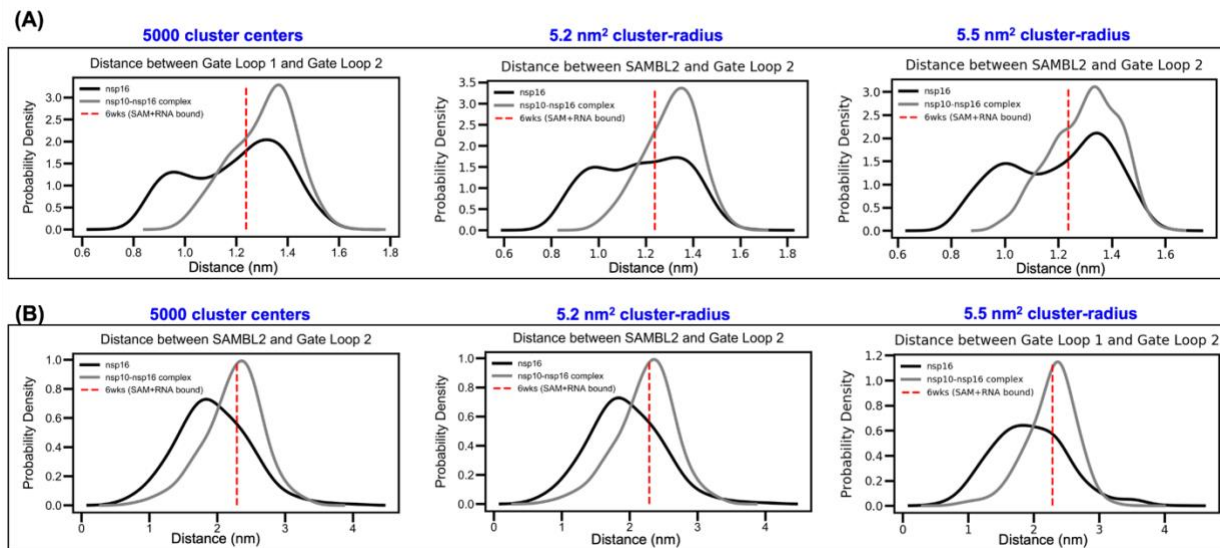 (A)
5000 cluster centers
5.2 nm² cluster-radius
5.5 nm² cluster-radius
Distance between Gate Loop 1 and Gate Loop 2
nsp16
nsp10-nsp16 complex
6wks (SAM+RNA bound)
Probability Density
3.0
2.5
2.0
1.5
1.0
0.5
0.0
0.6 0.8 1.0 1.2 1.4 1.6 1.8
Distance (nm)
Distance between SAMBL2 and Gate Loop 2
nsp16
nsp10-nsp16 complex
6wks (SAM+RNA bound)
Probability Density
3.5
3.0
2.5
2.0
1.5
1.0
0.5
0.0
0.6 0.8 1.0 1.2 1.4 1.6 1.8
Distance (nm)
Distance between SAMBL2 and Gate Loop 2
nsp16
nsp10-nsp16 complex
6wks (SAM+RNA bound)
Probability Density
3.0
2.5
2.0
1.5
1.0
0.5
0.0
0.6 0.8 1.0 1.2 1.4 1.6
Distance (nm)
(B)
5000 cluster centers
5.2 nm² cluster-radius
5.5 nm² cluster-radius
Distance between SAMBL2 and Gate Loop 2
nsp16
nsp10-nsp16 complex
6wks (SAM+RNA bound)
Probability Density
1.0
0.8
0.6
0.4
0.2
0.0
0 1 2 3 4
Distance (nm)
Distance between SAMBL2 and Gate Loop 2
nsp16
nsp10-nsp16 complex
6wks (SAM+RNA bound)
Probability Density
1.0
0.8
0.6
0.4
0.2
0.0
0 1 2 3 4
Distance (nm)
Distance between Gate Loop 1 and Gate Loop 2
nsp16
nsp10-nsp16 complex
6wks (SAM+RNA bound)
Probability Density
1.2
1.0
0.8
0.6
0.4
0.2
0.0
0 1 2 3 4
Distance (nm)